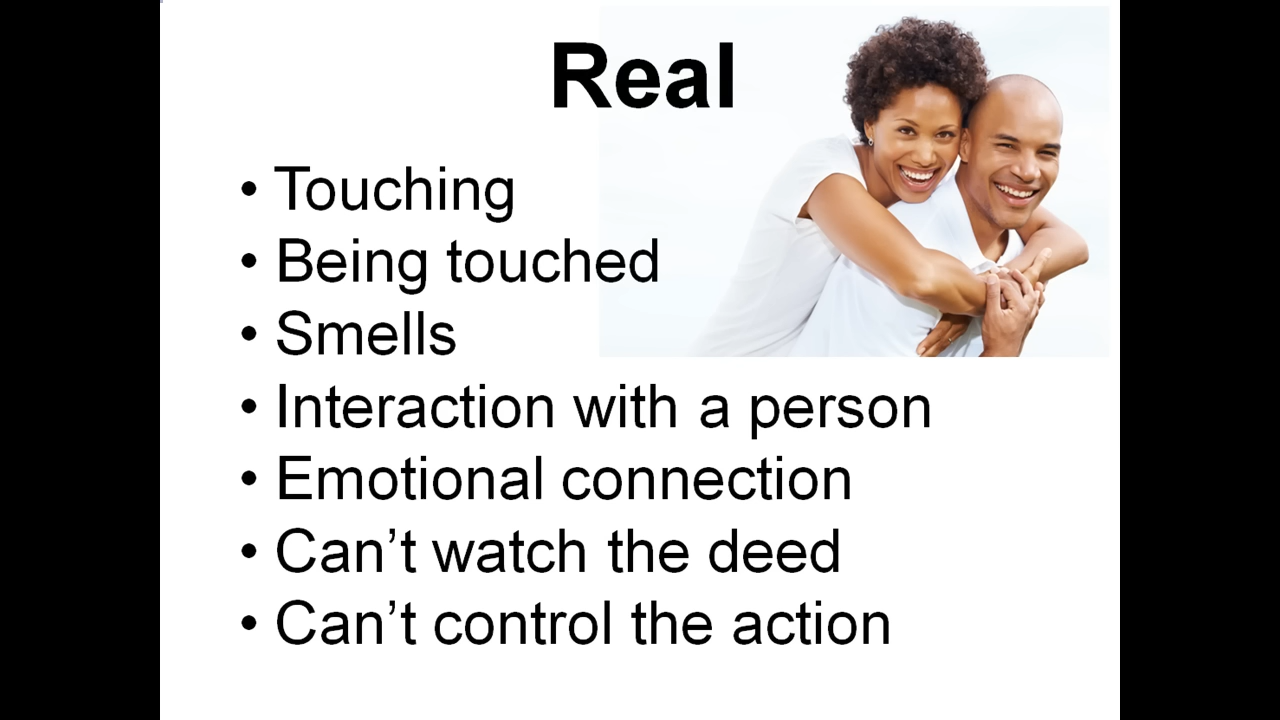 Real
• Touching
• Being touched
• Smells
• Interaction with a person
• Emotional connection
• Can’t watch the deed
• Can’t control the action